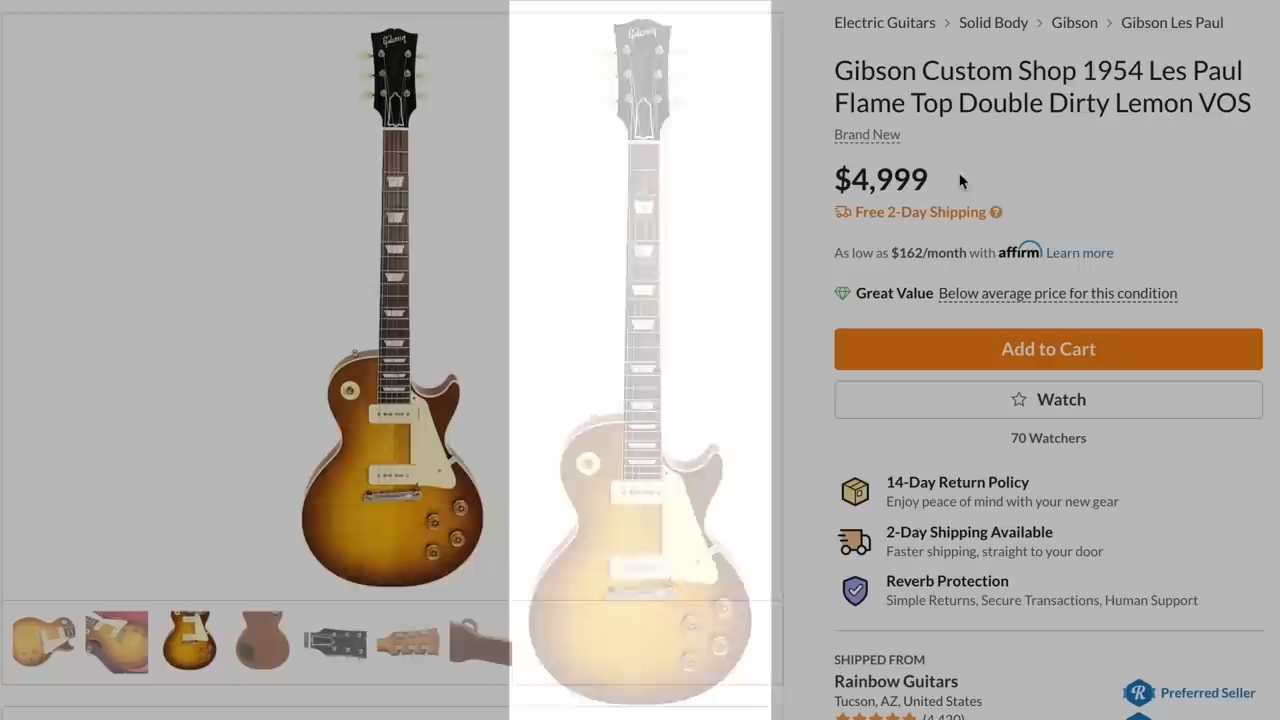 Gibson
Gibson
Electric Guitars > Solid Body > Gibson > Gibson Les Paul
Gibson Custom Shop 1954 Les Paul
Flame Top Double Dirty Lemon VOS
Brand New
$4,999
Free 2-Day Shipping ?
As low as $162/month with affirm Learn more
Great Value Below average price for this condition
Add to Cart
Watch
70 Watchers
14-Day Return Policy
Enjoy peace of mind with your new gear
2-Day Shipping Available
Faster shipping, straight to your door
Reverb Protection
Simple Returns, Secure Transactions, Human Support
SHIPPED FROM
Rainbow Guitars
R Preferred Seller
Tucson, AZ, United States
(4,420)